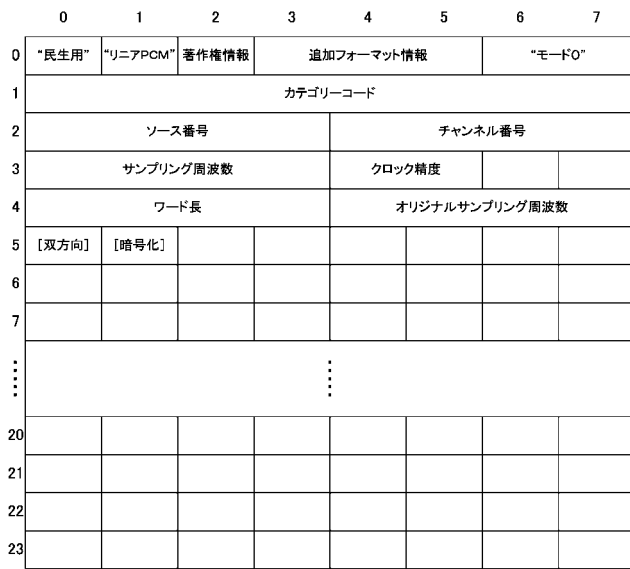 0 1 2 3 4 5 6 7
0 “民生用” “リニアPCM” 著作権情報 追加フォーマット情報 “モード0”
1 カテゴリーコード
2 ソース番号 チャンネル番号
3 サンプリング周波数 クロック精度
4 ワード長 オリジナルサンプリング周波数
5 [双方向] [暗号化]
6
7
20
21
22
23